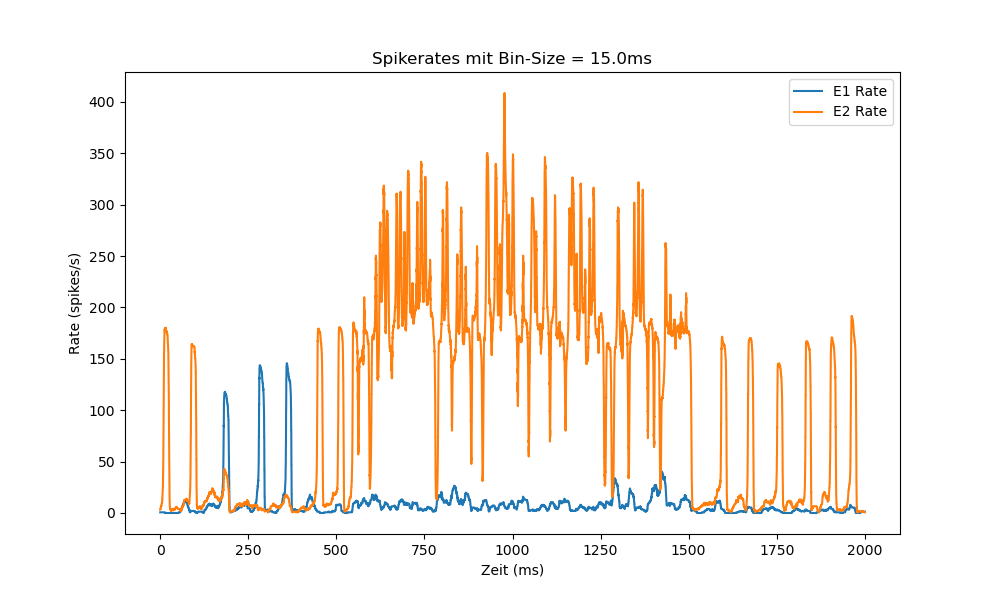 Spikerates mit Bin-Size = 15.0ms
E1 Rate
E2 Rate
Rate (spikes/s)
400
350
300
250
200
150
100
50
0
0 250 500 750 1000 1250 1500 1750 2000
Zeit (ms)